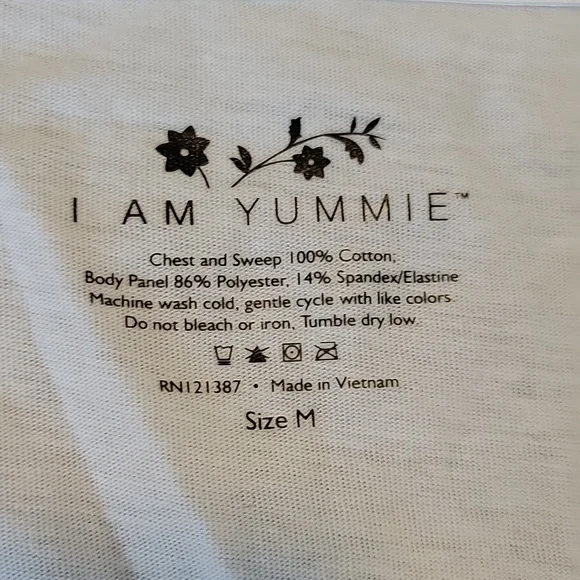 I AM YUMMIE™
Chest and Sweep 100% Cotton;
Body Panel 86% Polyester, 14% Spandex/Elastine
Machine wash cold, gentle cycle with like colors.
Do not bleach or iron, Tumble dry low.
RN121387 • Made in Vietnam
Size M